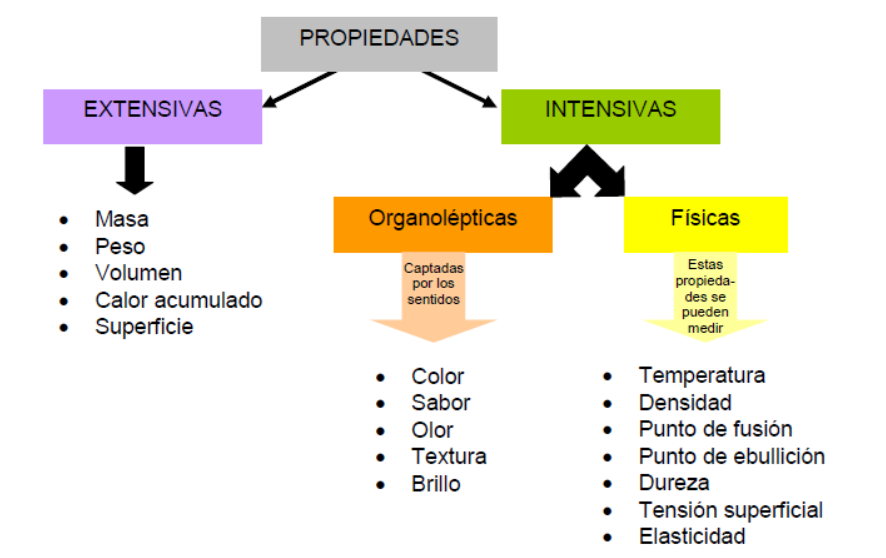 PROPIEDADES
EXTENSIVAS
INTENSIVAS
• Masa
• Peso
• Volumen
• Calor acumulado
• Superficie
Organolépticas
Físicas
Captadas
por los
sentidos
Estas
propieda-
des se
pueden
medir
• Color
• Sabor
• Olor
• Textura
• Brillo
• Temperatura
• Densidad
• Punto de fusión
• Punto de ebullición
• Dureza
• Tensión superficial
• Elasticidad